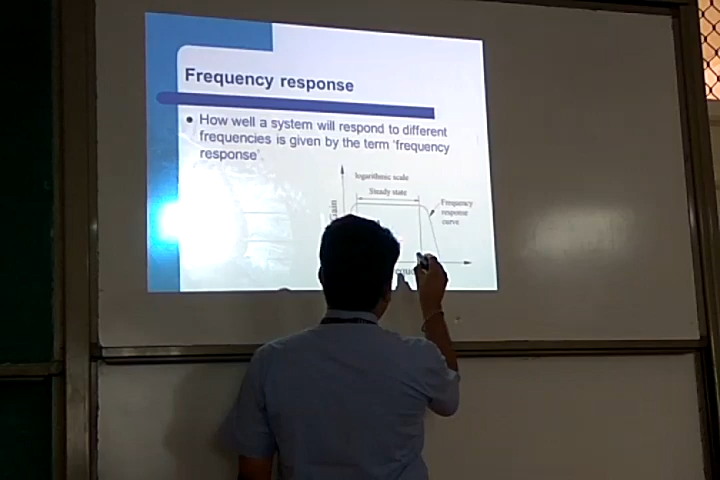 Frequency response
• How well a system will respond to different
frequencies is given by the term 'frequency
response'.
logarithmic scale
Steady state
Gain
Frequency
response
curve